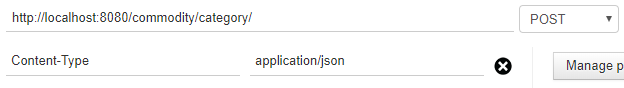 http://localhost:8080/commodity/category/ POST
Content-Type application/json Manage p